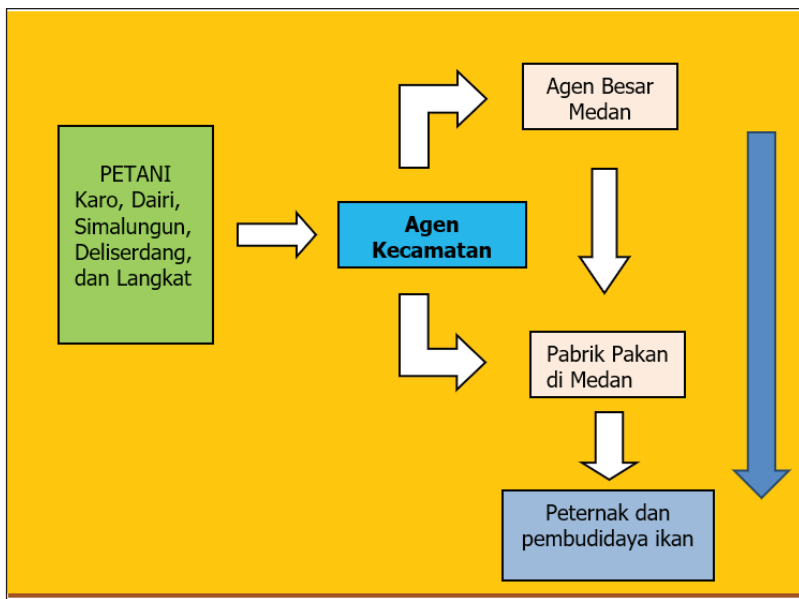 PETANI
Karo, Dairi,
Simalungun,
Deliserdang,
dan Langkat
Agen
Kecamatan
Agen Besar
Medan
Pabrik Pakan
di Medan
Peternak dan
pembudidaya ikan